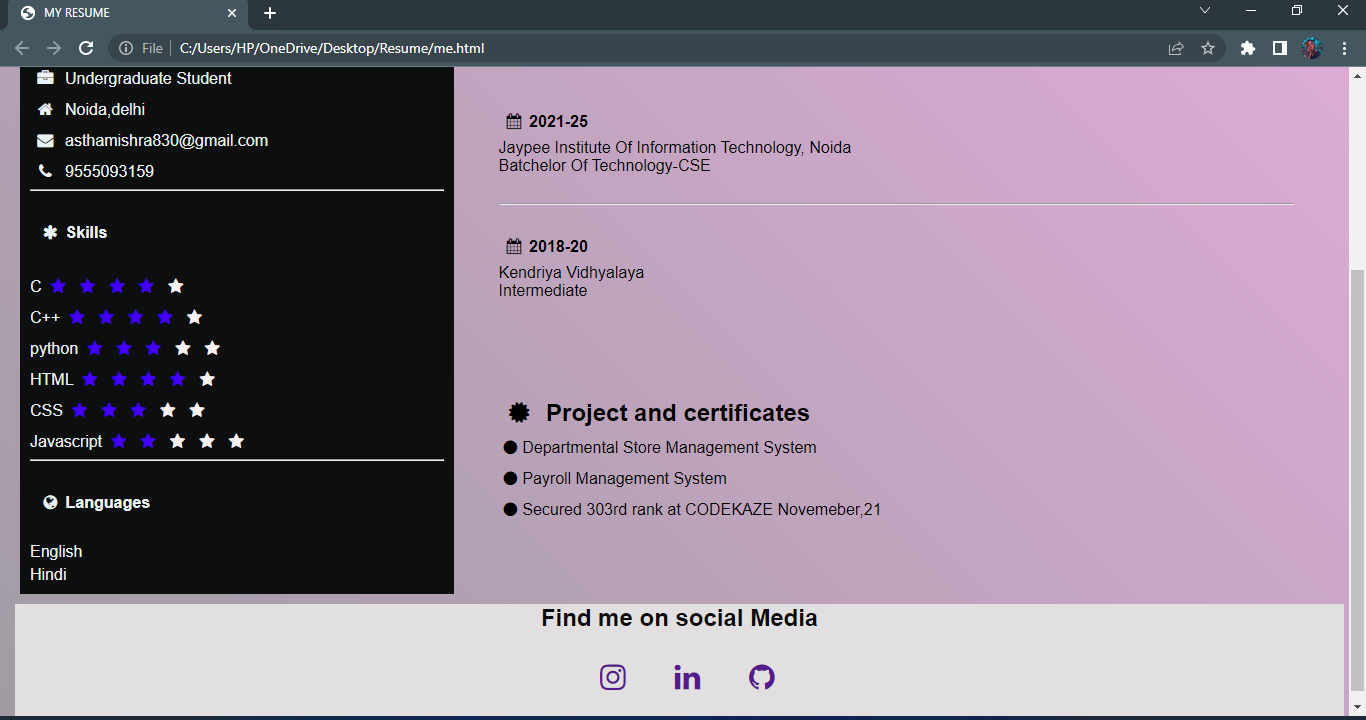 MY RESUME
File
C:/Users/HP/OneDrive/Desktop/Resume/me.html
Undergraduate Student
Noida,delhi
asthamishra830@gmail.com
9555093159
Skills
C
C++
python
HTML
CSS
Javascript
Languages
English
Hindi
2021-25
Jaypee Institute Of Information Technology, Noida
Batchelor Of Technology-CSE
2018-20
Kendriya Vidhyalaya
Intermediate
Project and certificates
Departmental Store Management System
Payroll Management System
Secured 303rd rank at CODEKAZE Novemeber,21
Find me on social Media
in